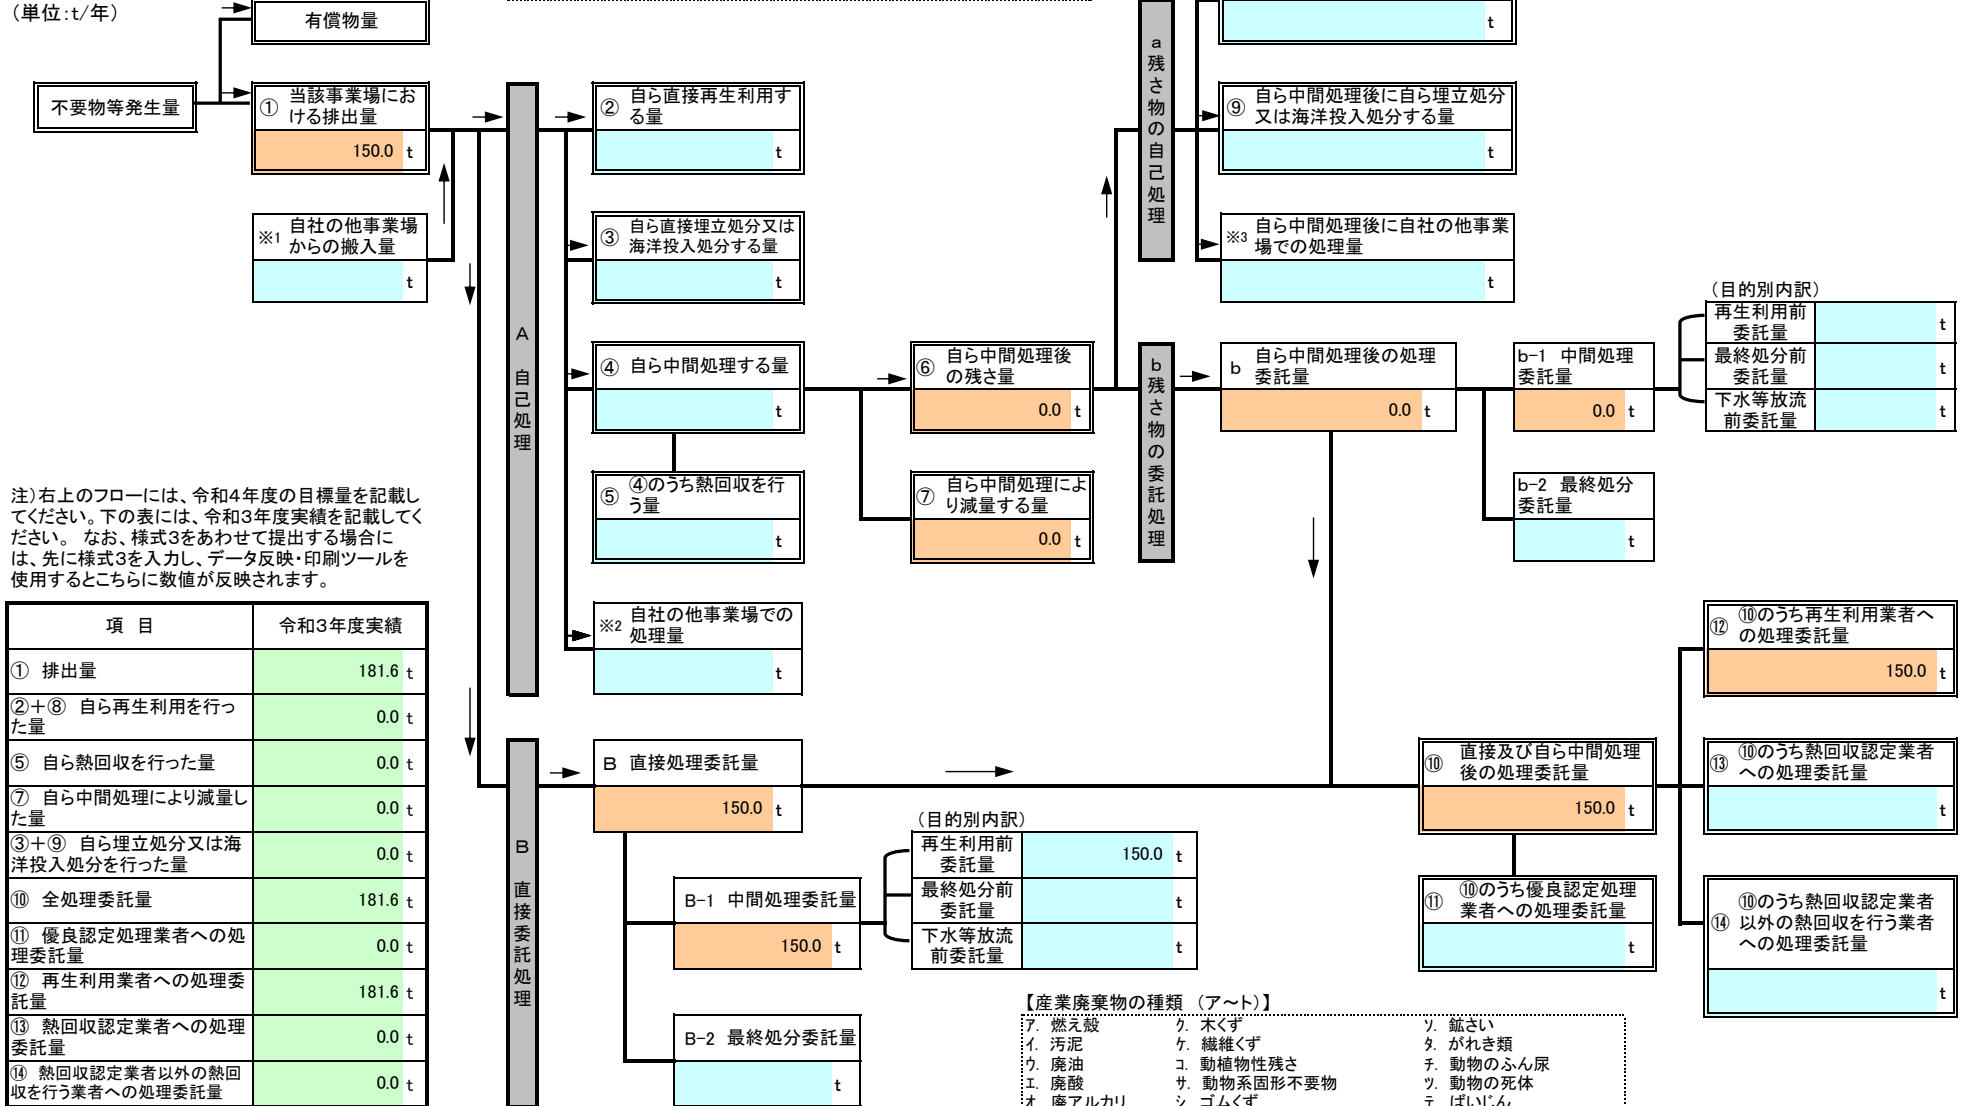 （単位：t/年）
有償物量
不要物等発生量
① 当該事業場にお
ける排出量
150.0 t
※1 自社の他事業場
からの搬入量
t
A 自己処理
② 自ら直接再生利用す
る量
t
③ 自ら直接埋立処分又は
海洋投入処分する量
t
④ 自ら中間処理する量
t
⑤ ④のうち熱回収を行
う量
t
※2 自社の他事業場での
処理量
t
⑥ 自ら中間処理後
の残さ量
0.0 t
⑦ 自ら中間処理によ
り減量する量
0.0 t
a 残さ物の自己処理
t
⑨ 自ら中間処理後に自ら埋立処分
又は海洋投入処分する量
t
※3 自ら中間処理後に自社の他事業
場での処理量
t
b 残さ物の委託処理
b 自ら中間処理後の処理
委託量
0.0 t
b-1 中間処理
委託量
0.0 t
b-2 最終処分
委託量
t
（目的別内訳）
再生利用前
委託量
t
最終処分前
委託量
t
下水等放流
前委託量
t
注）右上のフローには、令和４年度の目標量を記載し
てください。下の表には、令和３年度実績を記載してく
ださい。 なお、様式３をあわせて提出する場合に
は、先に様式３を入力し、データ反映・印刷ツールを
使用するとこちらに数値が反映されます。
項 目 令和３年度実績
① 排出量 181.6 t
②＋⑧ 自ら再生利用を行っ
た量 0.0 t
⑤ 自ら熱回収を行った量 0.0 t
⑦ 自ら中間処理により減量し
た量 0.0 t
③＋⑨ 自ら埋立処分又は海
洋投入処分を行った量 0.0 t
⑩ 全処理委託量 181.6 t
⑪ 優良認定処理業者への処
理委託量 0.0 t
⑫ 再生利用業者への処理委
託量 181.6 t
⑬ 熱回収認定業者への処理
委託量 0.0 t
⑭ 熱回収認定業者以外の熱回
収を行う業者への処理委託量 0.0 t
B 直接委託処理
B 直接処理委託量
150.0 t
B-1 中間処理委託量
150.0 t
B-2 最終処分委託量
t
（目的別内訳）
再生利用前
委託量
150.0 t
最終処分前
委託量
t
下水等放流
前委託量
t
⑩ 直接及び自ら中間処理
後の処理委託量
150.0 t
⑪ ⑩のうち優良認定処理
業者への処理委託量
t
⑫ ⑩のうち再生利用業者へ
の処理委託量
150.0 t
⑬ ⑩のうち熱回収認定業者
への処理委託量
t
⑭ ⑩のうち熱回収認定業者
以外の熱回収を行う業者
への処理委託量
t
【産業廃棄物の種類 （ア～ト）】
ア. 燃え殻 ク. 木くず ソ. 鉱さい
イ. 汚泥 ケ. 繊維くず タ. がれき類
ウ. 廃油 コ. 動植物性残さ チ. 動物のふん尿
エ. 廃酸 サ. 動物系固形不要物 ツ. 動物の死体
オ. 廃アルカリ シ. ゴムくず テ. ばいじん